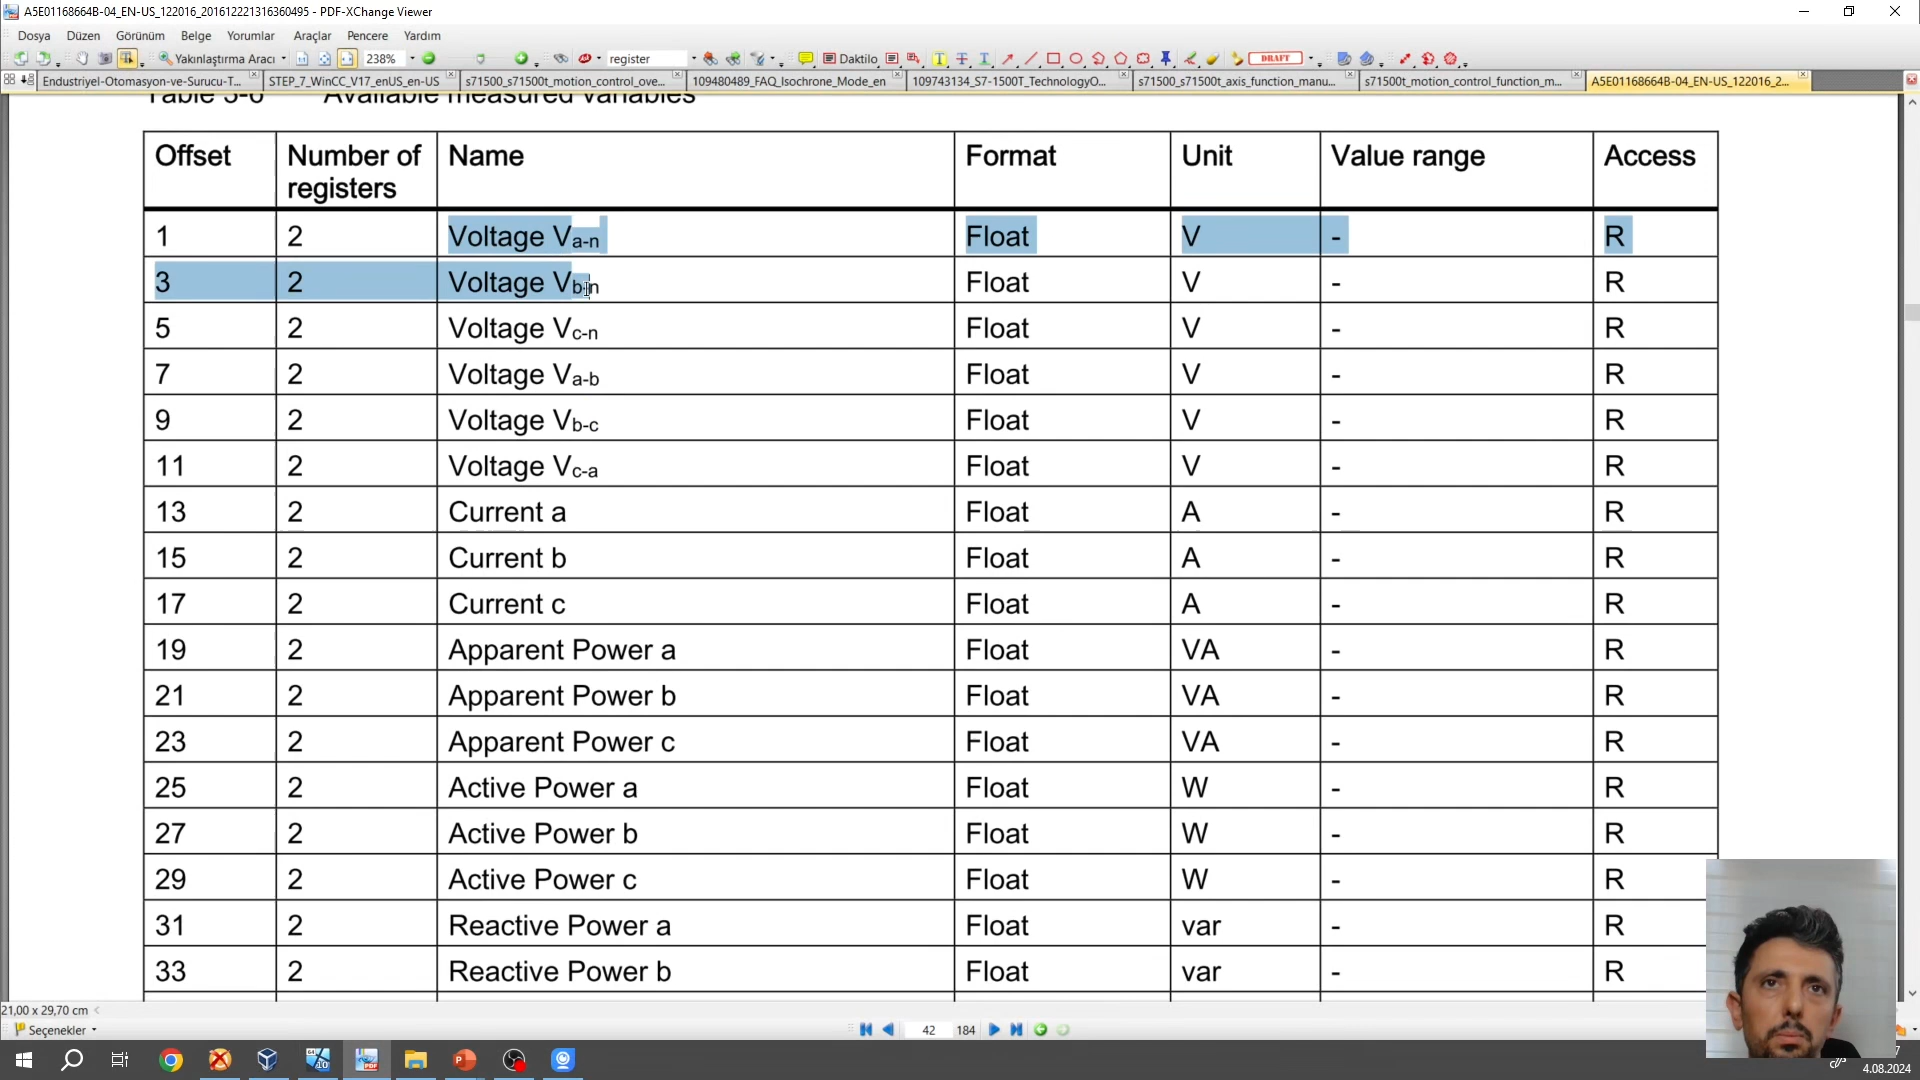 A5E01168664B-04_EN-US_122016_201612221316360495 - PDF-XChange Viewer
Dosya Düzen Görünüm Belge Yorumlar Araçlar Pencere Yardım
Yakınlaştırma Aracı 238% register Daktilo DRAFT
Endustriyel-Otomasyon-ve-Surucu-T... STEP_7_WinCC_V17_enUS_en-US s71500_s71500t_motion_control_ove... 109480489_FAQ_Isochrone_Mode_en 109743134_S7-1500T_TechnologyO... s71500_s71500t_axis_function_manu... s71500t_motion_control_function_m... A5E01168664B-04_EN-US_122016_2...
Table 3-6 Available measured variables
Offset Number of registers Name Format Unit Value range Access
1 2 Voltage Va-n Float V - R
3 2 Voltage Vb-n Float V - R
5 2 Voltage Vc-n Float V - R
7 2 Voltage Va-b Float V - R
9 2 Voltage Vb-c Float V - R
11 2 Voltage Vc-a Float V - R
13 2 Current a Float A - R
15 2 Current b Float A - R
17 2 Current c Float A - R
19 2 Apparent Power a Float VA - R
21 2 Apparent Power b Float VA - R
23 2 Apparent Power c Float VA - R
25 2 Active Power a Float W - R
27 2 Active Power b Float W - R
29 2 Active Power c Float W - R
31 2 Reactive Power a Float var - R
33 2 Reactive Power b Float var - R
21,00 x 29,70 cm
Seçenekler 42 184
4.08.2024